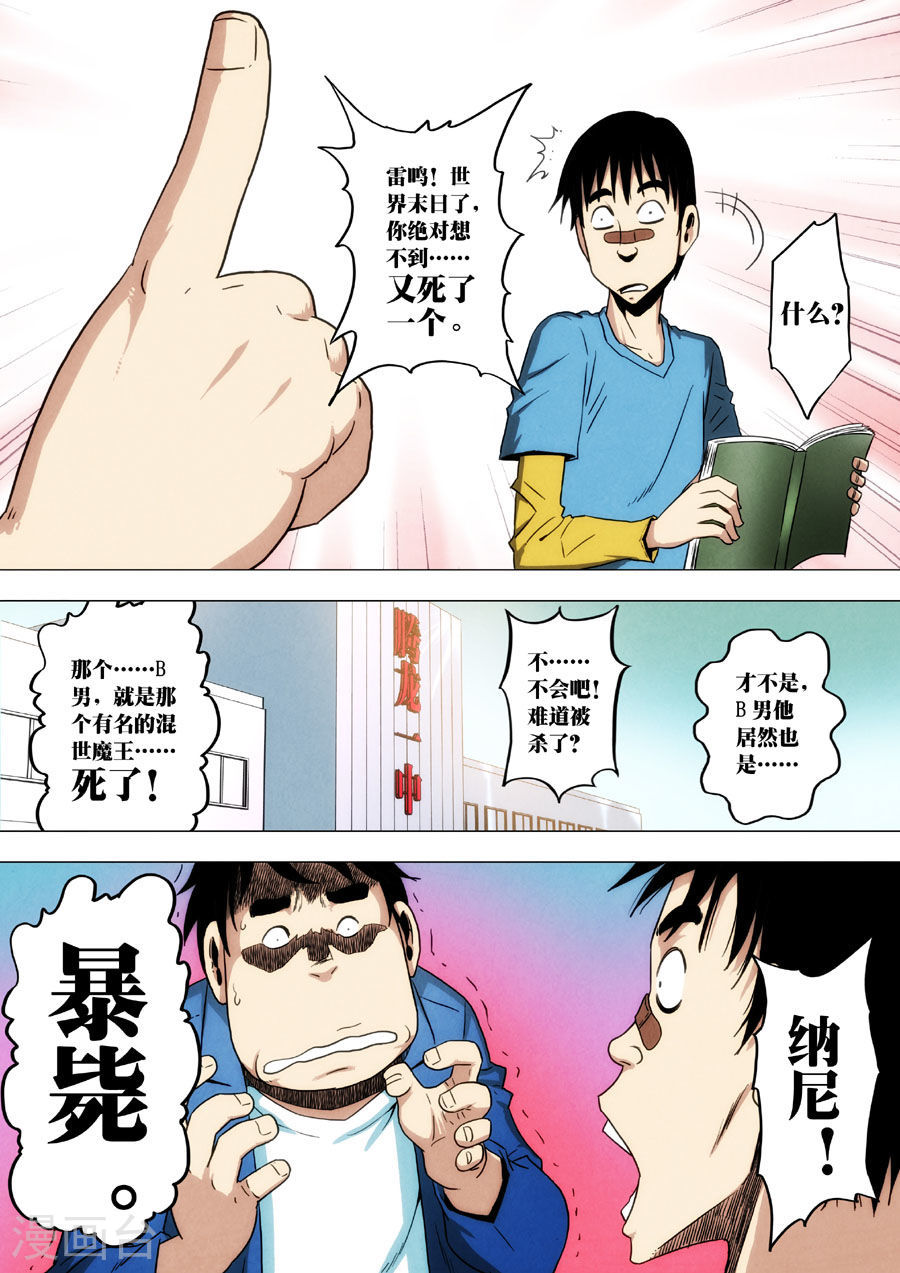 雷鸣！世
界末日了，
你绝对想
不到……
又死了
一个。
什么？
那个……B
男，就是那
个有名的混
世魔王……
死了！
腾龙一中
不……
不会吧！
难道被
杀了？
才不是，
B男他
居然也
是……
暴毙。
纳尼！
漫画台